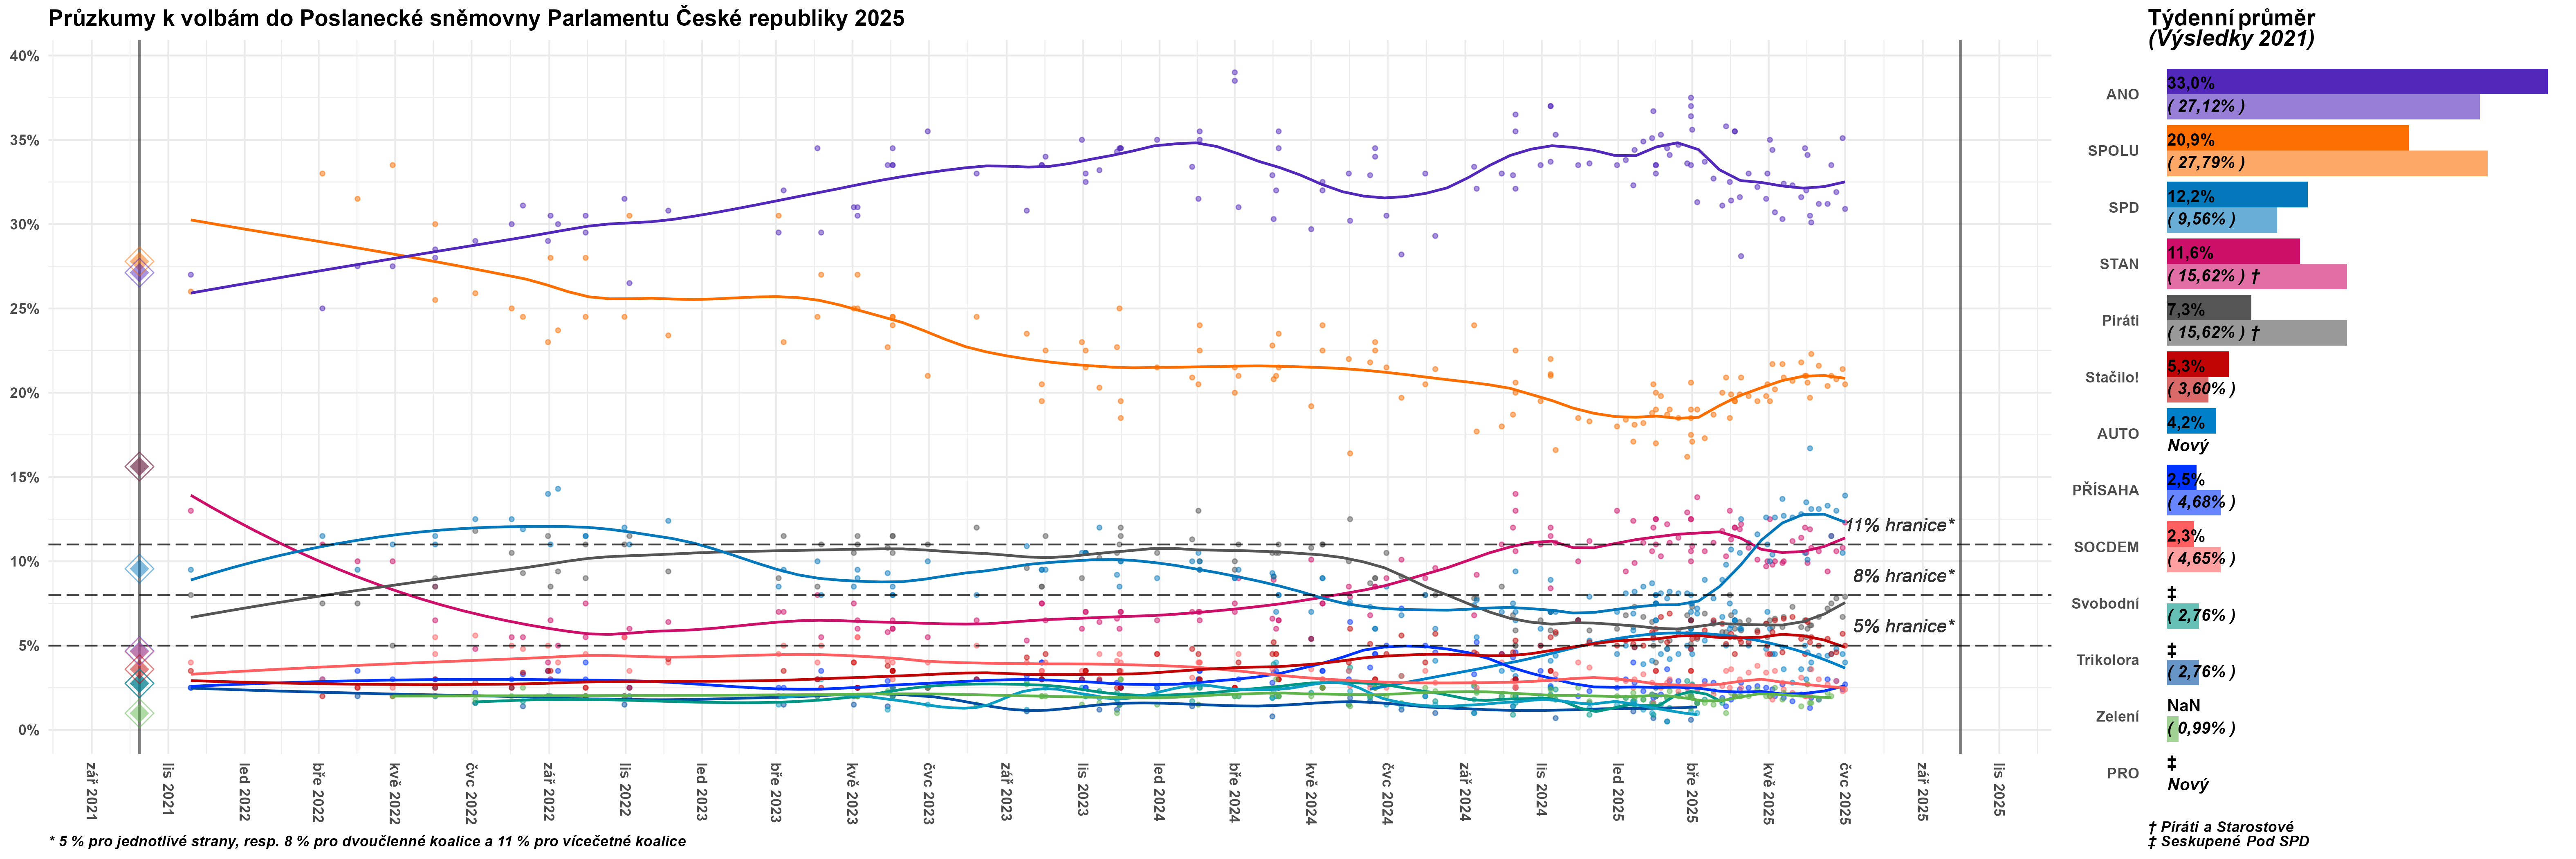 Průzkumy k volbám do Poslanecké sněmovny Parlamentu České republiky 2025
40%
35%
30%
25%
20%
15%
10%
5%
0%
11% hranice*
8% hranice*
5% hranice*
zář 2021
lis 2021
led 2022
bře 2022
kvě 2022
čvc 2022
zář 2022
lis 2022
led 2023
bře 2023
kvě 2023
čvc 2023
zář 2023
lis 2023
led 2024
bře 2024
kvě 2024
čvc 2024
zář 2024
lis 2024
led 2025
bře 2025
kvě 2025
čvc 2025
zář 2025
lis 2025
* 5 % pro jednotlivé strany, resp. 8 % pro dvoučlenné koalice a 11 % pro vícečetné koalice
Týdenní průměr
(Výsledky 2021)
ANO
33,0%
( 27,12% )
SPOLU
20,9%
( 27,79% )
SPD
12,2%
( 9,56% )
STAN
11,6%
( 15,62% ) †
Piráti
7,3%
( 15,62% ) †
Stačilo!
5,3%
( 3,60% )
AUTO
4,2%
Nový
PŘÍSAHA
2,5%
( 4,68% )
SOCDEM
2,3%
( 4,65% )
Svobodní
‡
( 2,76% )
Trikolora
‡
( 2,76% )
Zelení
NaN
( 0,99% )
PRO
‡
Nový
† Piráti a Starostové
‡ Seskupené Pod SPD